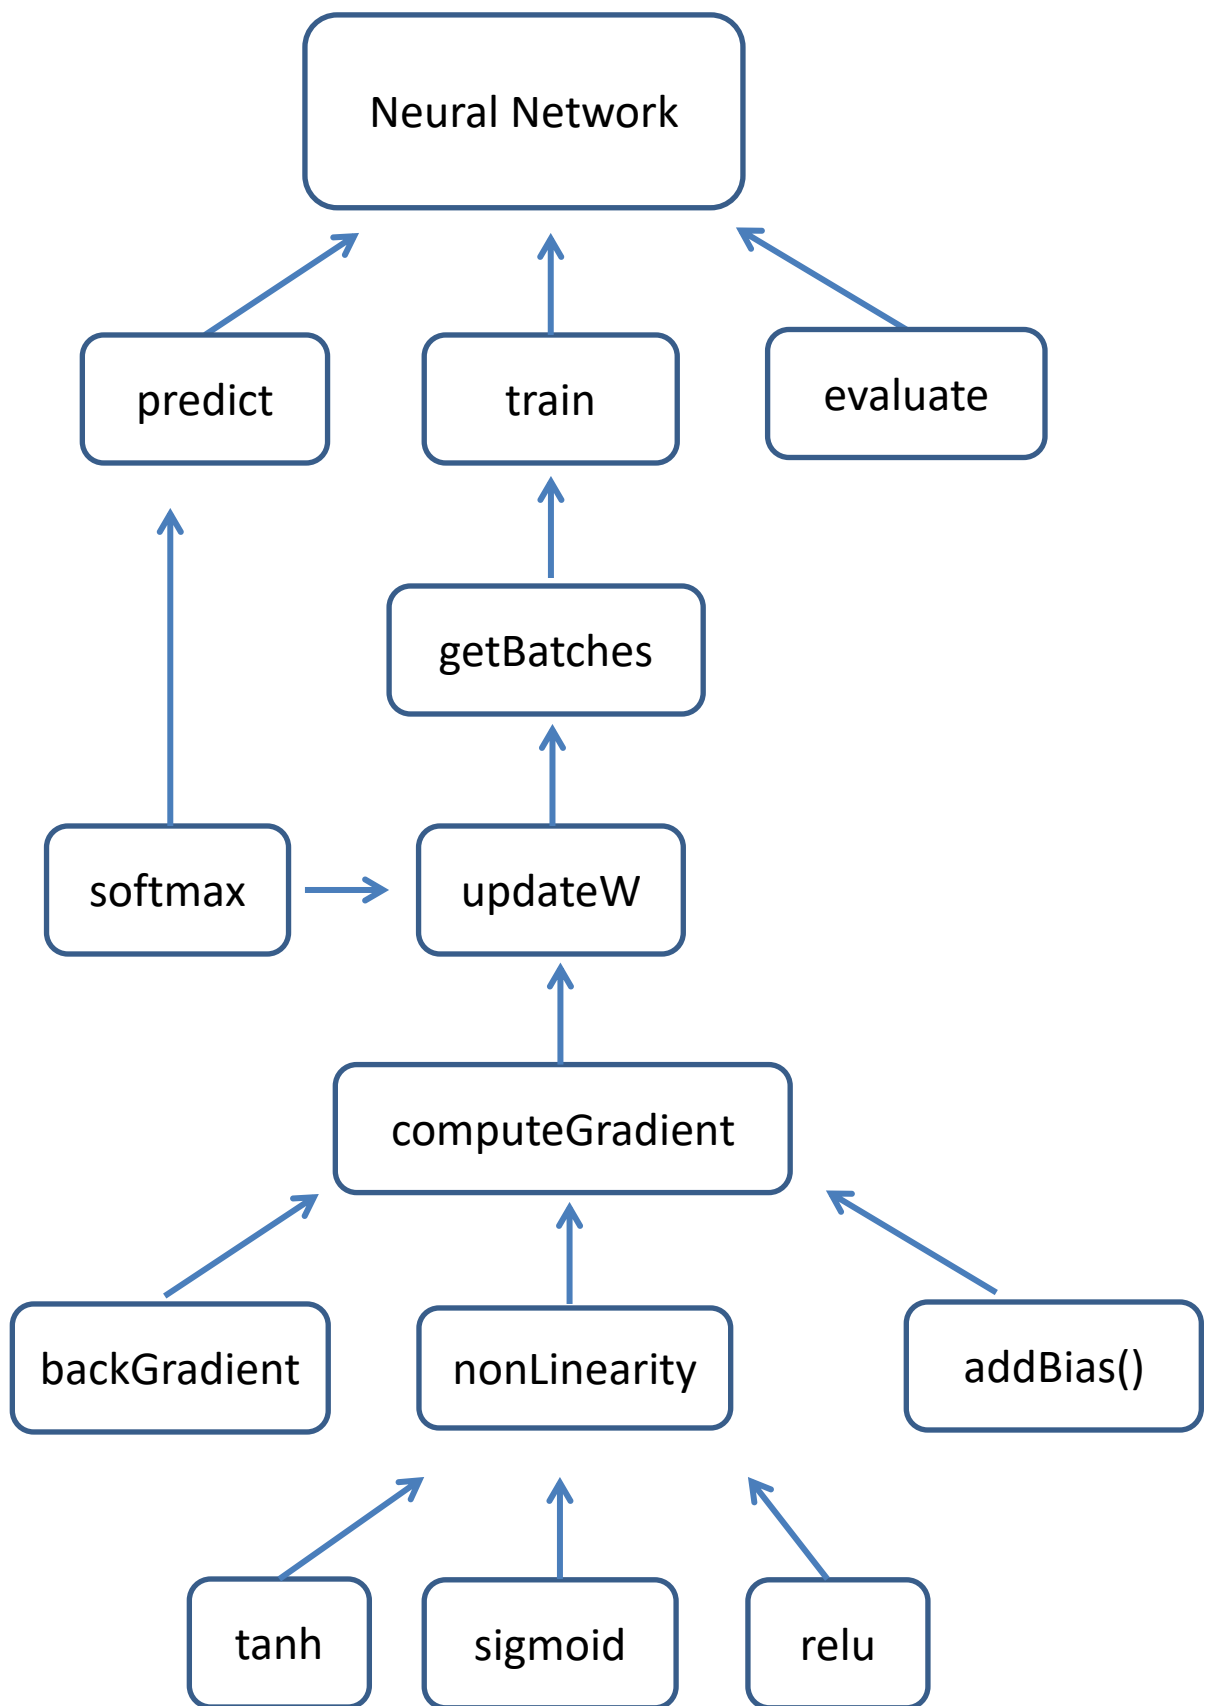 Neural Network
predict
train
evaluate
getBatches
softmax
updateW
computeGradient
backGradient
nonLinearity
addBias()
tanh
sigmoid
relu